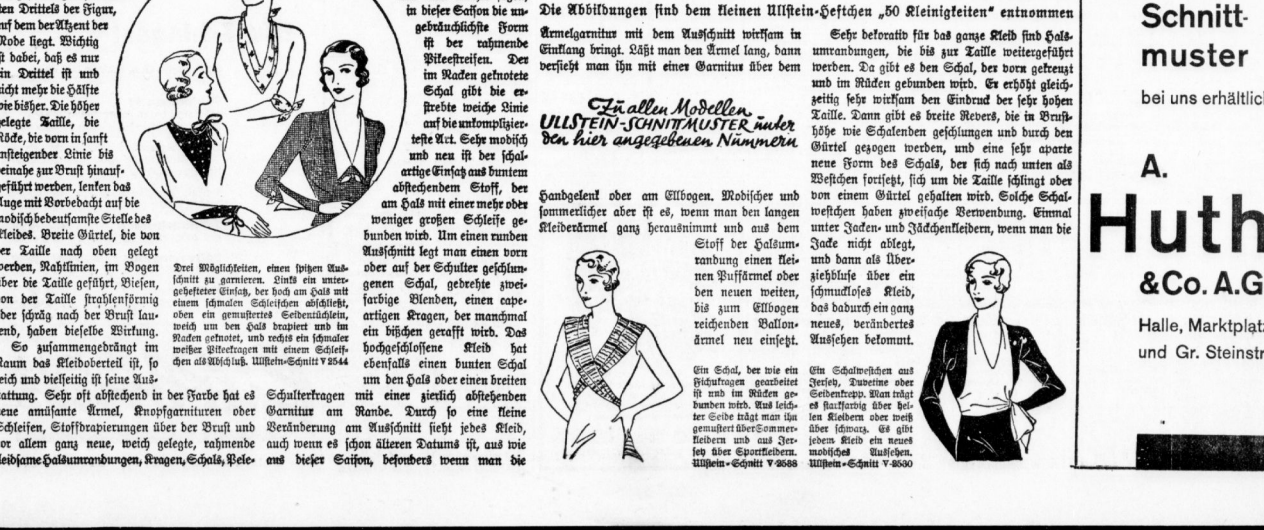 ten Drittels der Figur,
auf dem der Akzent der
Robe liegt. Wichtig
ist dabei, daß es nur
ein Drittel ist und
nicht mehr die Hälfte
wie bisher. Die höher
gelegte Taille, die
Röcke, die vorn in sanft
ansteigender Linie bis
beinahe zur Brust hinauf-
geführt werden, lenken das
Auge mit Vorbedacht auf die
modisch bedeutsamste Stelle des
Kleides. Breite Gürtel, die von
der Taille nach oben gelegt
werden, Nahtlinien, im Bogen
über die Taille geführt, Biesen,
von der Taille strahlenförmig
oder schräg nach der Brust lau-
fend, haben dieselbe Wirkung.
So zusammengedrängt im
Raum das Kleidoberteil ist, so
reich und vielseitig ist seine Aus-
stattung. Sehr oft abstechend in der Farbe hat es
neue amüsante Ärmel, Knopfgarnituren oder
Schleifen, Stoffdrapierungen über der Brust und
vor allem ganz neue, weich gelegte, rahmende
kleidsame Halsumrandungen, Kragen, Schals, Pele-
Drei Möglichkeiten, einen spitzen Aus-
schnitt zu garnieren. Links ein unter-
gehefteter Einsatz, der hoch am Hals mit
einem schmalen Schleifchen abschließt,
oben ein gemustertes Seidentüchlein,
weich um den Hals drapiert und im
Nacken geknotet, und rechts ein schmaler
weißer Pikeekragen mit einem Schleif-
chen als Abschluß. Ullstein-Schnitt V 2544
in dieser Saison die un-
gebräuchlichste Form
ist der rahmende
Pikeestreifen. Der
im Nacken geknotete
Schal gibt die er-
strebte weiche Linie
auf die unkomplizier-
teste Art. Sehr modisch
und neu ist der schal-
artige Einsatz aus buntem
abstechendem Stoff, der
am Hals mit einer mehr oder
weniger großen Schleife ge-
bunden wird. Um einen runden
Ausschnitt legt man einen vorn
oder auf der Schulter geschlun-
genen Schal, gedrehte zwei-
farbige Blenden, einen cape-
artigen Kragen, der manchmal
ein bißchen gerafft wird. Das
hochgeschlossene Kleid hat
ebenfalls einen bunten Schal
um den Hals oder einen breiten
Schulterkragen mit einer zierlich abstehenden
Garnitur am Rande. Durch so eine kleine
Veränderung am Ausschnitt sieht jedes Kleid,
auch wenn es schon älteren Datums ist, aus wie
aus dieser Saison, besonders wenn man die
Die Abbildungen sind dem kleinen Ullstein-Heftchen „50 Kleinigkeiten“ entnommen
Ärmelgarnitur mit dem Ausschnitt wirksam in
Einklang bringt. Läßt man den Ärmel lang, dann
versieht man ihn mit einer Garnitur über dem
Zu allen Modellen
ULLSTEIN-SCHNITTMUSTER unter
den hier angegebenen Nummern
Handgelenk oder am Ellbogen. Modischer und
sommerlicher aber ist es, wenn man den langen
Kleiderärmel ganz herausnimmt und aus dem
Stoff der Halsum-
randung einen klei-
nen Puffärmel oder
den neuen weiten,
bis zum Ellbogen
reichenden Ballon-
ärmel neu einsetzt.
Ein Schal, der wie ein
Fichukragen gearbeitet
ist und im Rücken ge-
bunden wird. Aus leich-
ter Seide trägt man ihn
gemustert über Sommer-
kleidern und aus Jer-
sey über Sportkleidern.
Ullstein-Schnitt V 2588
Sehr dekorativ für das ganze Kleid sind Hals-
umrandungen, die bis zur Taille weitergeführt
werden. Da gibt es den Schal, der vorn gekreuzt
und im Rücken gebunden wird. Er erhöht gleich-
zeitig sehr wirksam den Eindruck der sehr hohen
Taille. Dann gibt es breite Revers, die in Brust-
höhe wie Schalenden geschlungen und durch den
Gürtel gezogen werden, und eine sehr aparte
neue Form des Schals, der sich nach unten als
Westchen fortsetzt, sich um die Taille schlingt oder
von einem Gürtel gehalten wird. Solche Schal-
westchen haben zweifache Verwendung. Einmal
unter Jacken- und Jäckchenkleidern, wenn man die
Jacke nicht ablegt,
und dann als Über-
ziehbluse über ein
schmuckloses Kleid,
das dadurch ein ganz
neues, verändertes
Aussehen bekommt.
Ein Schalwestchen aus
Jersey, Duvetine oder
Seidenkrepp. Man trägt
es starkfarbig über hel-
len Kleidern oder weiß
über schwarz. Es gibt
jedem Kleid ein neues
modisches Aussehen.
Ullstein-Schnitt V 2530
Schnitt-
muster
bei uns erhältlich
A.
Huth
& Co. A.G
Halle, Marktplatz
und Gr. Steinstr